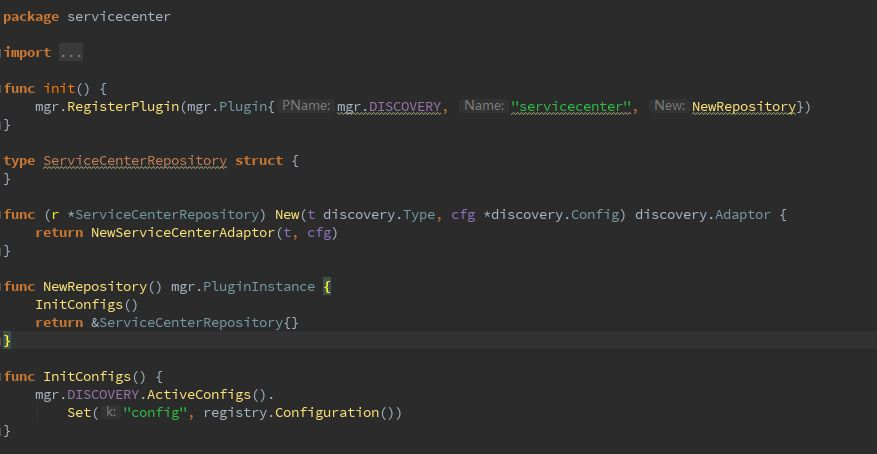 package servicecenter
import ...
func init() {
mgr.RegisterPlugin(mgr.Plugin{ PName: mgr.DISCOVERY, Name: "servicecenter", New: NewRepository})
}
type ServiceCenterRepository struct {
}
func (r *ServiceCenterRepository) New(t discovery.Type, cfg *discovery.Config) discovery.Adaptor {
return NewServiceCenterAdaptor(t, cfg)
}
func NewRepository() mgr.PluginInstance {
InitConfigs()
return &ServiceCenterRepository{}
}
func InitConfigs() {
mgr.DISCOVERY.ActiveConfigs().
Set( k: "config", registry.Configuration())
}